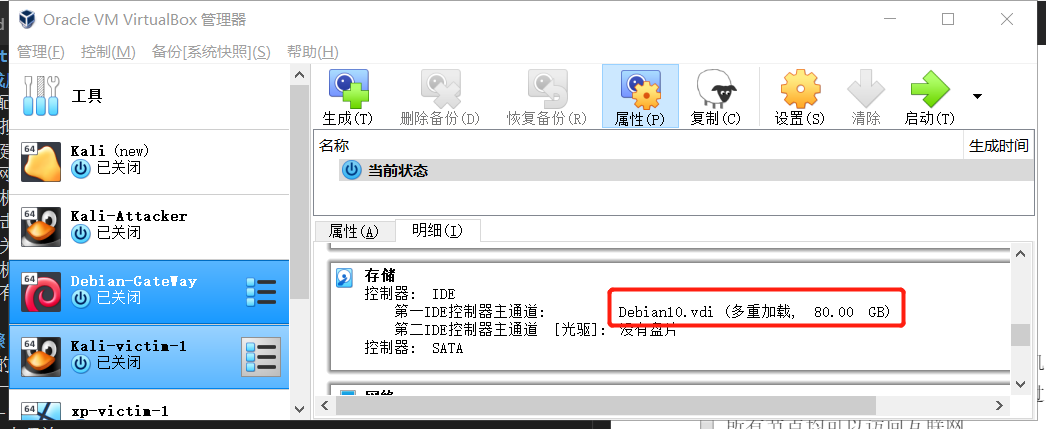 Oracle VM VirtualBox 管理器
管理(F) 控制(M) 备份[系统快照](S) 帮助(H)
工具
64 Kali (new)
已关闭
64 Kali-Attacker
已关闭
64 Debian-GateWay
已关闭
64 Kali-victim-1
已关闭
64 xp-victim-1
生成(T) 删除备份(D) 恢复备份(R) 属性(P) 复制(C) 设置(S) 清除 启动(T)
名称 生成时间
当前状态
属性(A) 明细(I)
存储
控制器: IDE
第一IDE控制器主通道: Debian10.vdi (多重加载, 80.00 GB)
第二IDE控制器主通道 [光驱]: 没有盘片
控制器: SATA
网络
所有节点均可以访问互联网